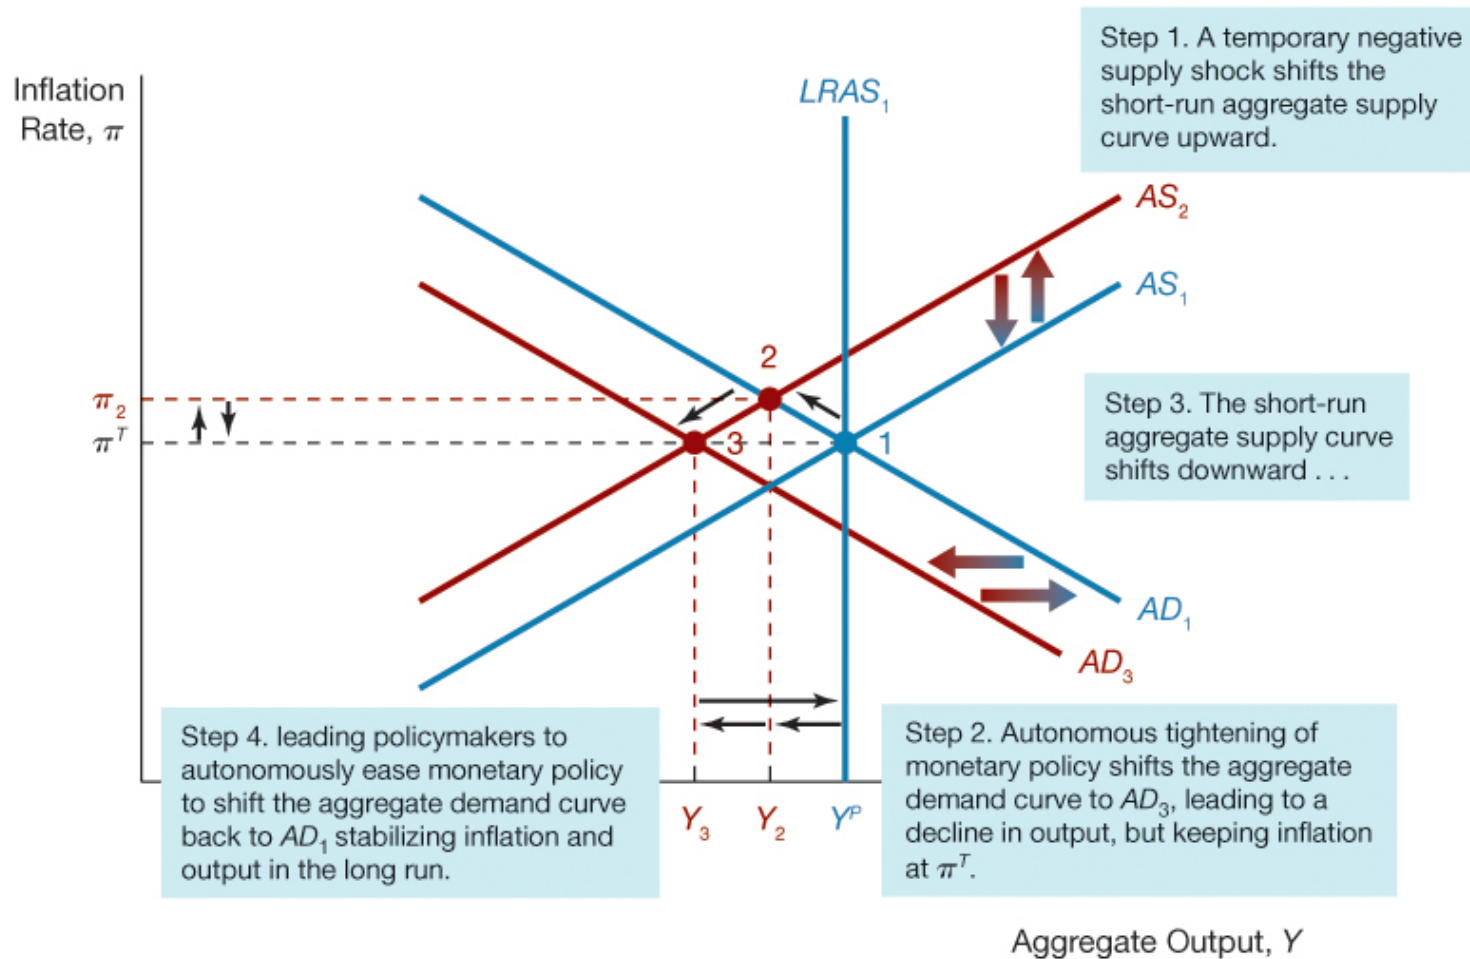 Step 1. A temporary negative
supply shock shifts the
short-run aggregate supply
curve upward.
Inflation
Rate, π
LRAS₁
AS₂
AS₁
2
π₂
πᵀ
3
1
Step 3. The short-run
aggregate supply curve
shifts downward . . .
AD₁
AD₃
Step 4. leading policymakers to
autonomously ease monetary policy
to shift the aggregate demand curve
back to AD₁ stabilizing inflation and
output in the long run.
Step 2. Autonomous tightening of
monetary policy shifts the aggregate
demand curve to AD₃, leading to a
decline in output, but keeping inflation
at πᵀ.
Y₃ Y₂ Yᴾ
Aggregate Output, Y